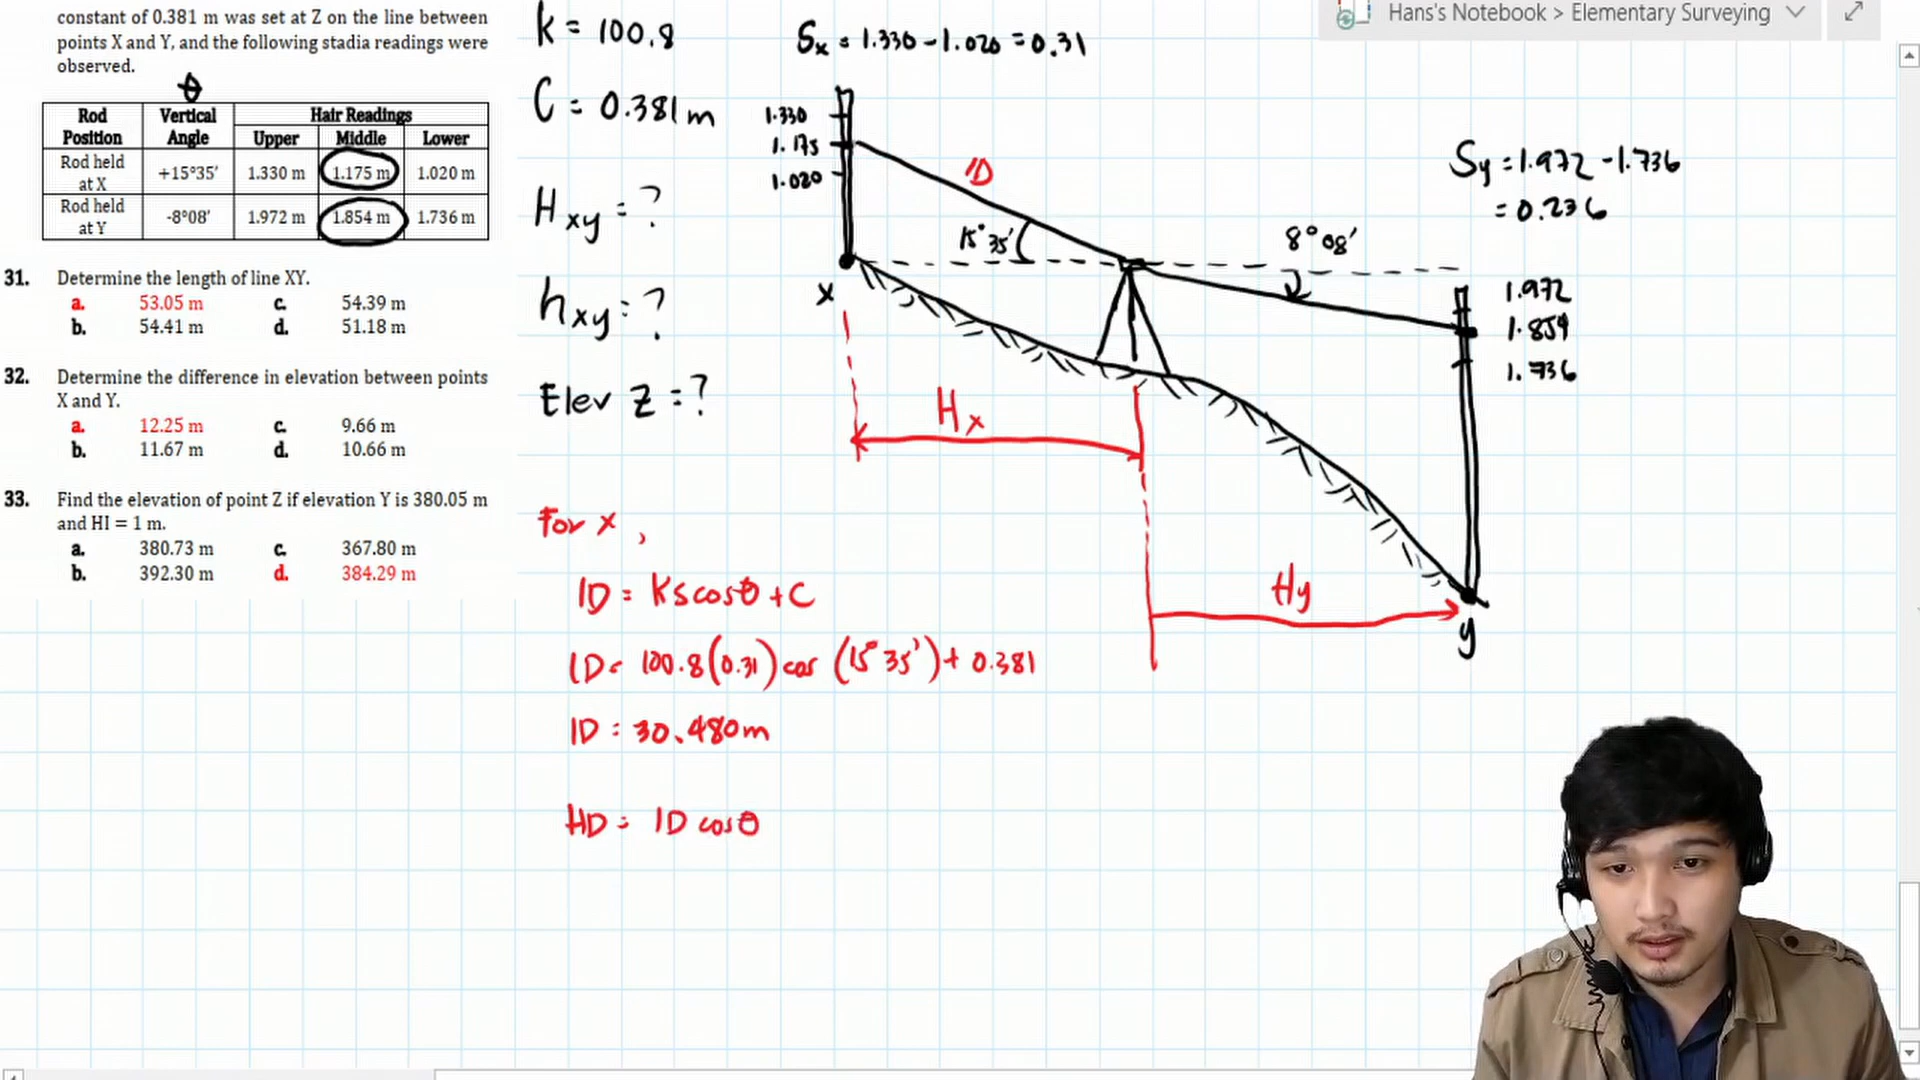 constant of 0.381 m was set at Z on the line between
points X and Y, and the following stadia readings were
observed.
θ
Rod Position | Vertical Angle | Hair Readings
Upper | Middle | Lower
Rod held at X | +15°35' | 1.330 m | 1.175 m | 1.020 m
Rod held at Y | -8°08' | 1.972 m | 1.854 m | 1.736 m
31. Determine the length of line XY.
a. 53.05 m c. 54.39 m
b. 54.41 m d. 51.18 m
32. Determine the difference in elevation between points
X and Y.
a. 12.25 m c. 9.66 m
b. 11.67 m d. 10.66 m
33. Find the elevation of point Z if elevation Y is 380.05 m
and HI = 1 m.
a. 380.73 m c. 367.80 m
b. 392.30 m d. 384.29 m
K = 100.8
C = 0.381 m
Hxy = ?
hxy = ?
Elev Z = ?
Sx = 1.330 - 1.020 = 0.31
1.330
1.175
1.020
ID
15° 35'
8° 08'
x
Sy = 1.972 - 1.736
= 0.236
1.972
1.854
1.736
Hx
Hy
y
For x,
ID = KScosθ + C
ID = 100.8(0.31) cos (15° 35') + 0.381
ID = 30.480m
HD = ID cosθ
Hans's Notebook > Elementary Surveying